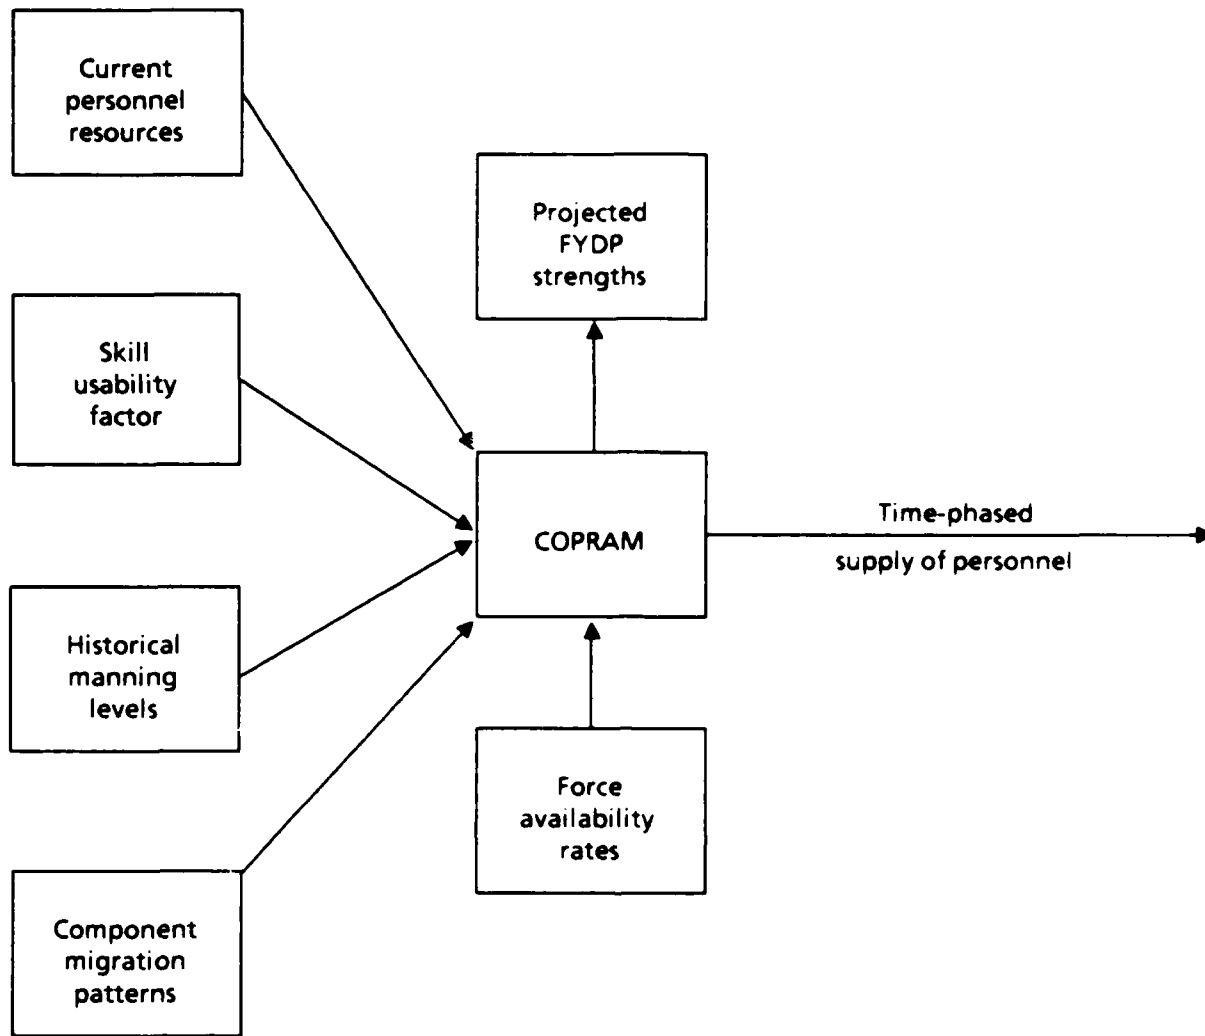 Current
personnel
resources
Projected
FYDP
strengths
Skill
usability
factor
COPRAM
Time-phased
supply of personnel
Historical
manning
levels
Force
availability
rates
Component
migration
patterns